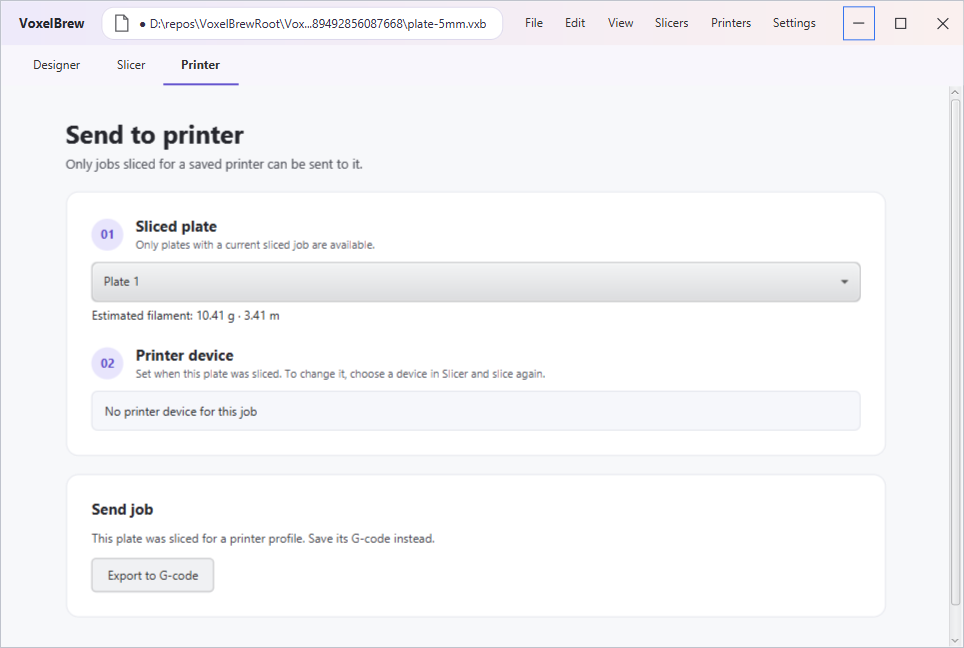 VoxelBrew
● D:\repos\VoxelBrewRoot\Vox...89492856087668\plate-5mm.vxb
File Edit View Slicers Printers Settings
Designer Slicer Printer
Send to printer
Only jobs sliced for a saved printer can be sent to it.
01 Sliced plate
Only plates with a current sliced job are available.
Plate 1
Estimated filament: 10.41 g · 3.41 m
02 Printer device
Set when this plate was sliced. To change it, choose a device in Slicer and slice again.
No printer device for this job
Send job
This plate was sliced for a printer profile. Save its G-code instead.
Export to G-code